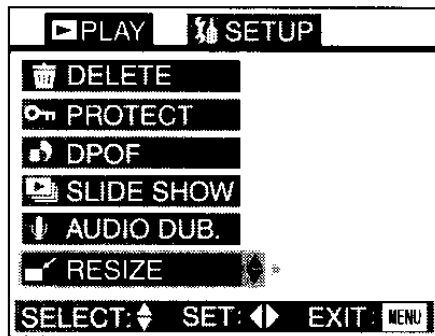 PLAY SETUP
DELETE
PROTECT
DPOF
SLIDE SHOW
AUDIO DUB.
RESIZE
SELECT: SET: EXIT: MENU